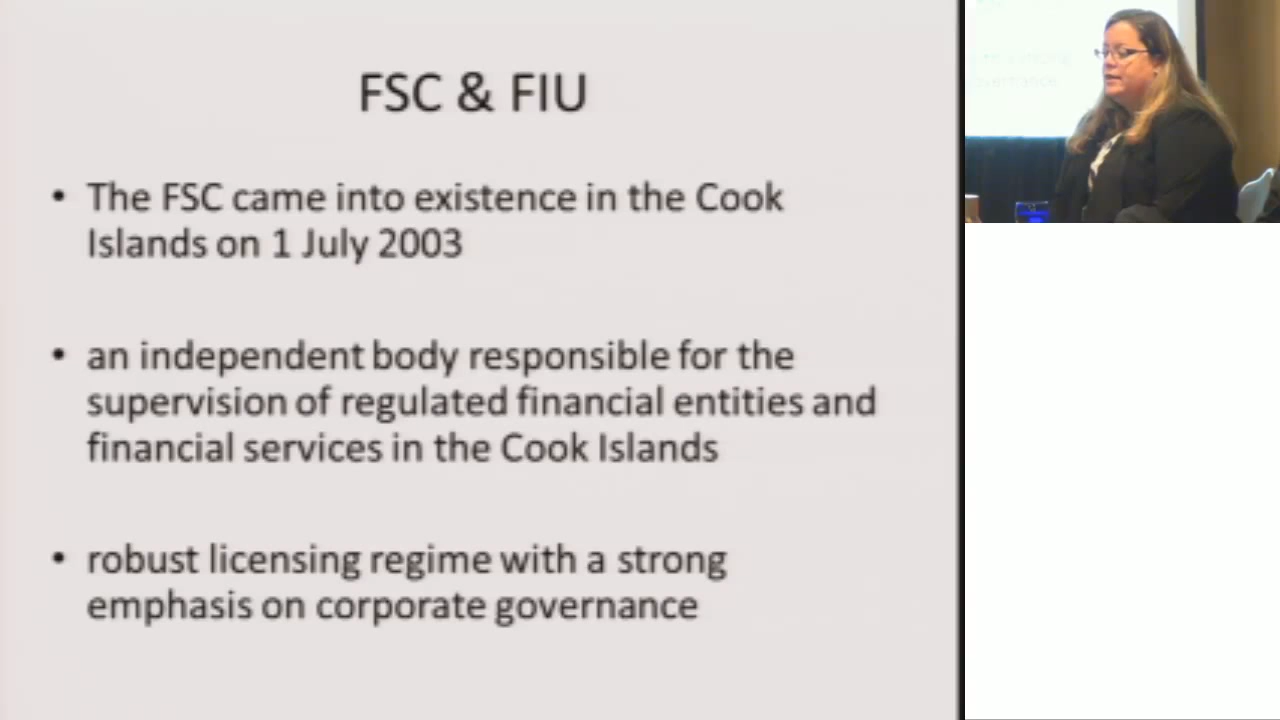 FSC & FIU
• The FSC came into existence in the Cook
Islands on 1 July 2003
• an independent body responsible for the
supervision of regulated financial entities and
financial services in the Cook Islands
• robust licensing regime with a strong
emphasis on corporate governance